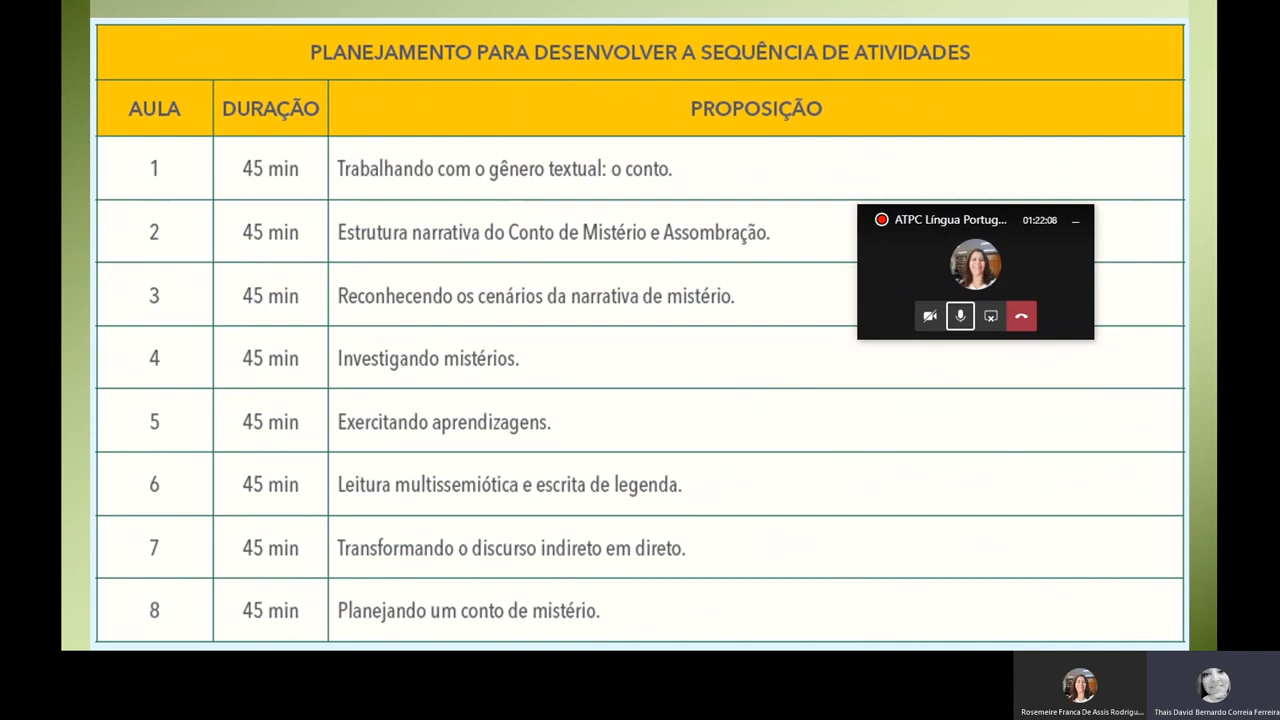 PLANEJAMENTO PARA DESENVOLVER A SEQUÊNCIA DE ATIVIDADES
AULA DURAÇÃO PROPOSIÇÃO
1 45 min Trabalhando com o gênero textual: o conto.
2 45 min Estrutura narrativa do Conto de Mistério e Assombração.
3 45 min Reconhecendo os cenários da narrativa de mistério.
4 45 min Investigando mistérios.
5 45 min Exercitando aprendizagens.
6 45 min Leitura multissemiótica e escrita de legenda.
7 45 min Transformando o discurso indireto em direto.
8 45 min Planejando um conto de mistério.
ATPC Língua Portug... 01:22:08
Rosemeire Franca De Assis Rodrigu...
Thais David Bernardo Correia Ferreira